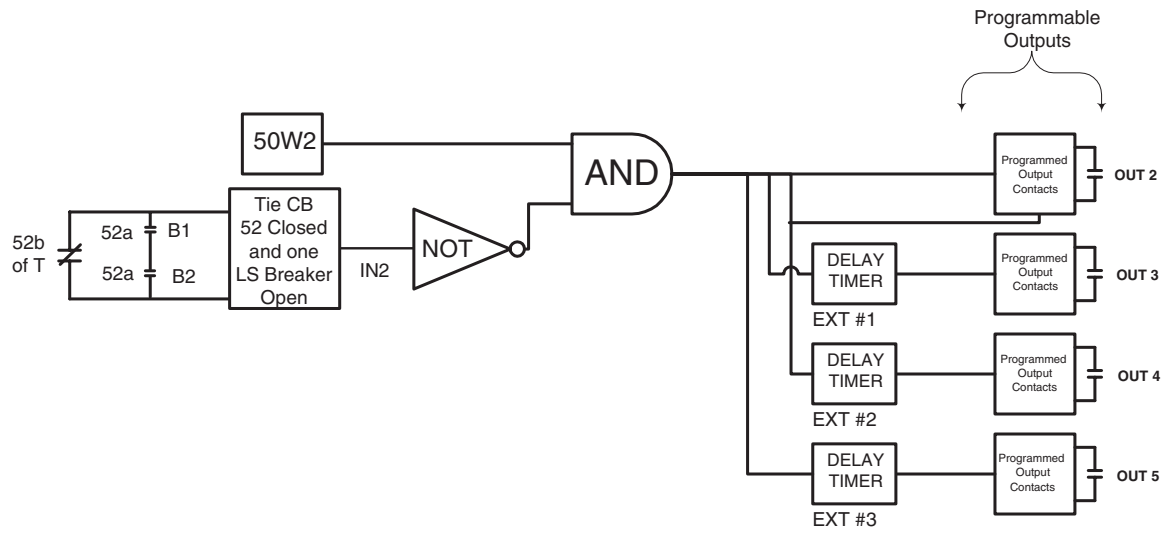 Programmable
Outputs
50W2
AND
Programmed
Output
Contacts
OUT 2
Tie CB
52 Closed
and one
LS Breaker
Open
52b
of T
52a
B1
52a
B2
IN2
NOT
DELAY
TIMER
EXT #1
Programmed
Output
Contacts
OUT 3
DELAY
TIMER
EXT #2
Programmed
Output
Contacts
OUT 4
DELAY
TIMER
EXT #3
Programmed
Output
Contacts
OUT 5